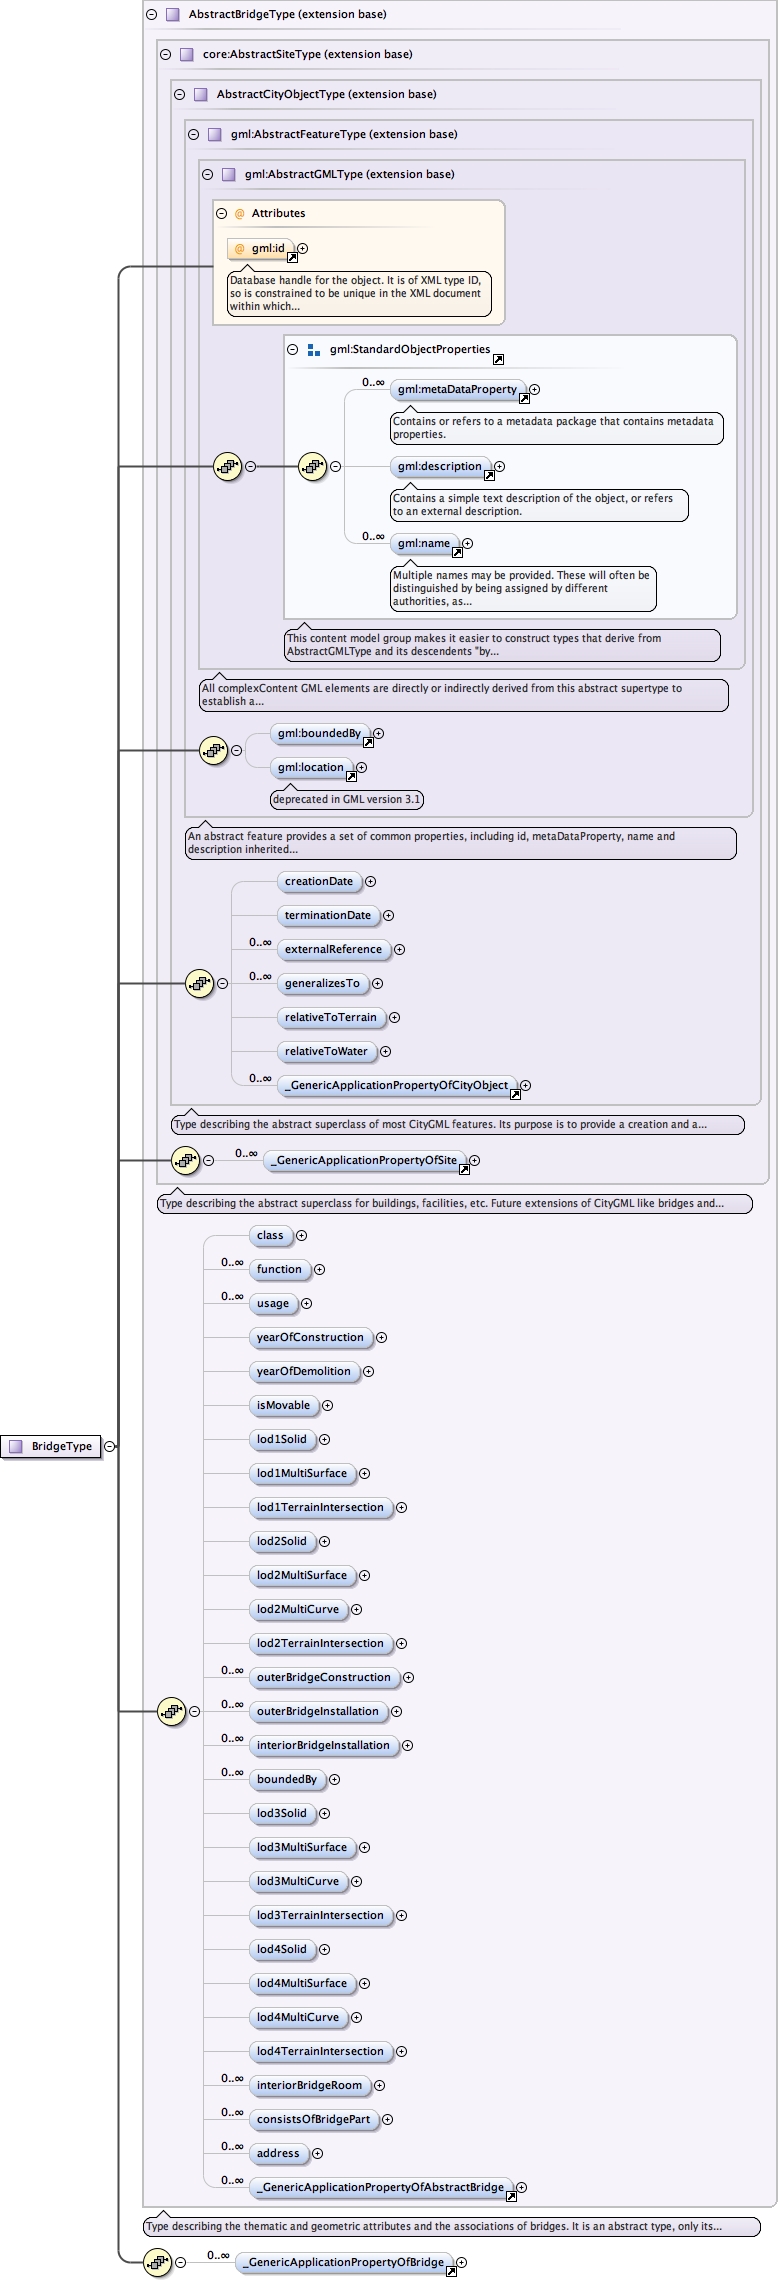 AbstractBridgeType (extension base)
core:AbstractSiteType (extension base)
AbstractCityObjectType (extension base)
gml:AbstractFeatureType (extension base)
gml:AbstractGMLType (extension base)
@ Attributes
@ gml:id
Database handle for the object. It is of XML type ID,
so is constrained to be unique in the XML document
within which...
gml:StandardObjectProperties
0..∞
gml:metaDataProperty
Contains or refers to a metadata package that contains metadata
properties.
gml:description
Contains a simple text description of the object, or refers
to an external description.
0..∞
gml:name
Multiple names may be provided. These will often be
distinguished by being assigned by different
authorities, as...
This content model group makes it easier to construct types that derive from
AbstractGMLType and its descendents "by...
All complexContent GML elements are directly or indirectly derived from this abstract supertype to
establish a...
gml:boundedBy
gml:location
deprecated in GML version 3.1
An abstract feature provides a set of common properties, including id, metaDataProperty, name and
description inherited...
creationDate
terminationDate
0..∞
externalReference
0..∞
generalizesTo
relativeToTerrain
relativeToWater
0..∞
_GenericApplicationPropertyOfCityObject
Type describing the abstract superclass of most CityGML features. Its purpose is to provide a creation and a...
0..∞
_GenericApplicationPropertyOfSite
Type describing the abstract superclass for buildings, facilities, etc. Future extensions of CityGML like bridges and...
class
0..∞
function
0..∞
usage
yearOfConstruction
yearOfDemolition
isMovable
BridgeType
lod1Solid
lod1MultiSurface
lod1TerrainIntersection
lod2Solid
lod2MultiSurface
lod2MultiCurve
lod2TerrainIntersection
0..∞
outerBridgeConstruction
0..∞
outerBridgeInstallation
0..∞
interiorBridgeInstallation
0..∞
boundedBy
lod3Solid
lod3MultiSurface
lod3MultiCurve
lod3TerrainIntersection
lod4Solid
lod4MultiSurface
lod4MultiCurve
lod4TerrainIntersection
0..∞
interiorBridgeRoom
0..∞
consistsOfBridgePart
0..∞
address
0..∞
_GenericApplicationPropertyOfAbstractBridge
Type describing the thematic and geometric attributes and the associations of bridges. It is an abstract type, only its...
0..∞
_GenericApplicationPropertyOfBridge